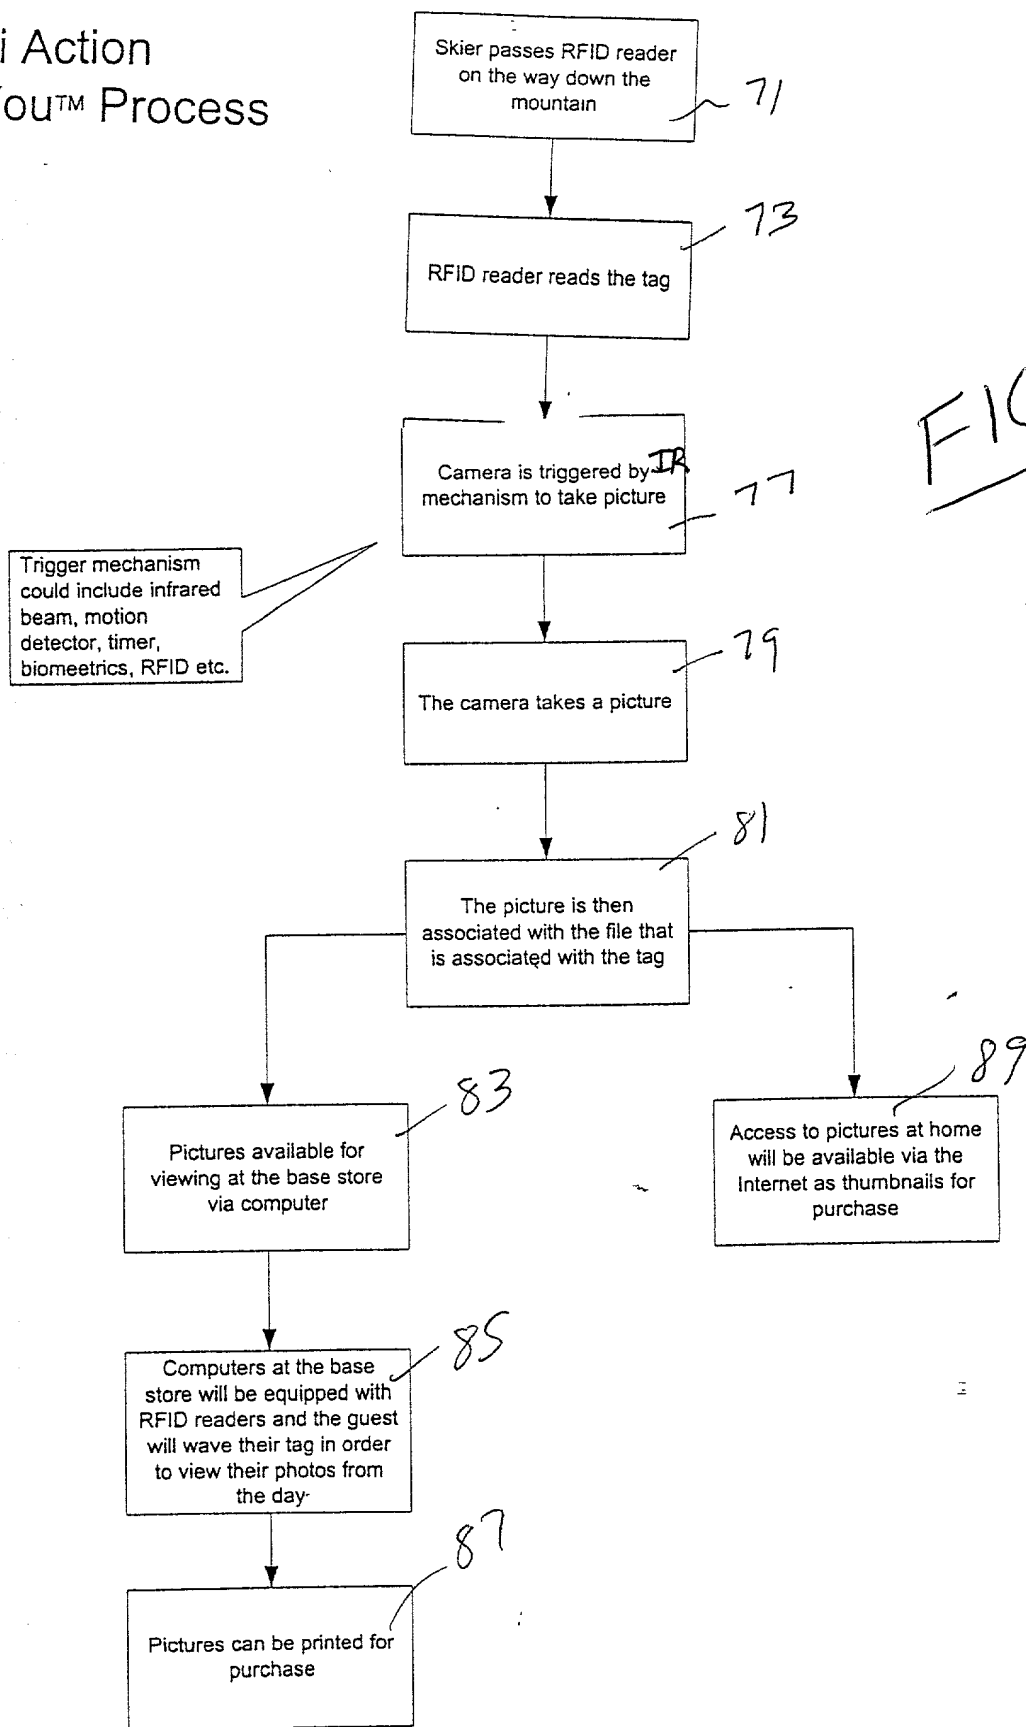 i Action
You™ Process
Skier passes RFID reader
on the way down the
mountain
71
RFID reader reads the tag
73
FIG
Camera is triggered by IR
mechanism to take picture
77
Trigger mechanism
could include infrared
beam, motion
detector, timer,
biomeetrics, RFID etc.
The camera takes a picture
79
The picture is then
associated with the file that
is associated with the tag
81
Pictures available for
viewing at the base store
via computer
83
Access to pictures at home
will be available via the
Internet as thumbnails for
purchase
89
Computers at the base
store will be equipped with
RFID readers and the guest
will wave their tag in order
to view their photos from
the day
85
Pictures can be printed for
purchase
87